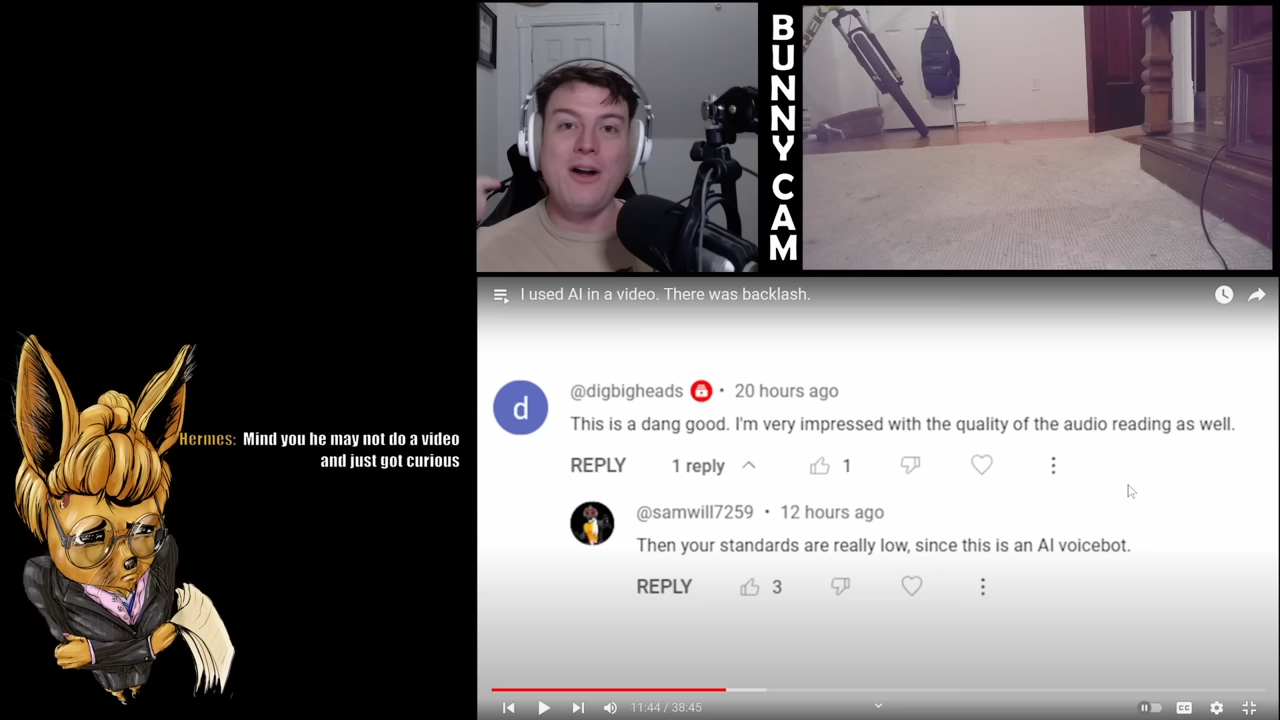 BUNNY CAM
I used AI in a video. There was backlash.
d
@digbigheads • 20 hours ago
This is a dang good. I'm very impressed with the quality of the audio reading as well.
REPLY 1 reply 1
@samwill7259 • 12 hours ago
Then your standards are really low, since this is an AI voicebot.
REPLY 3
Hermes: Mind you he may not do a video
and just got curious
11:44 / 38:45
CC